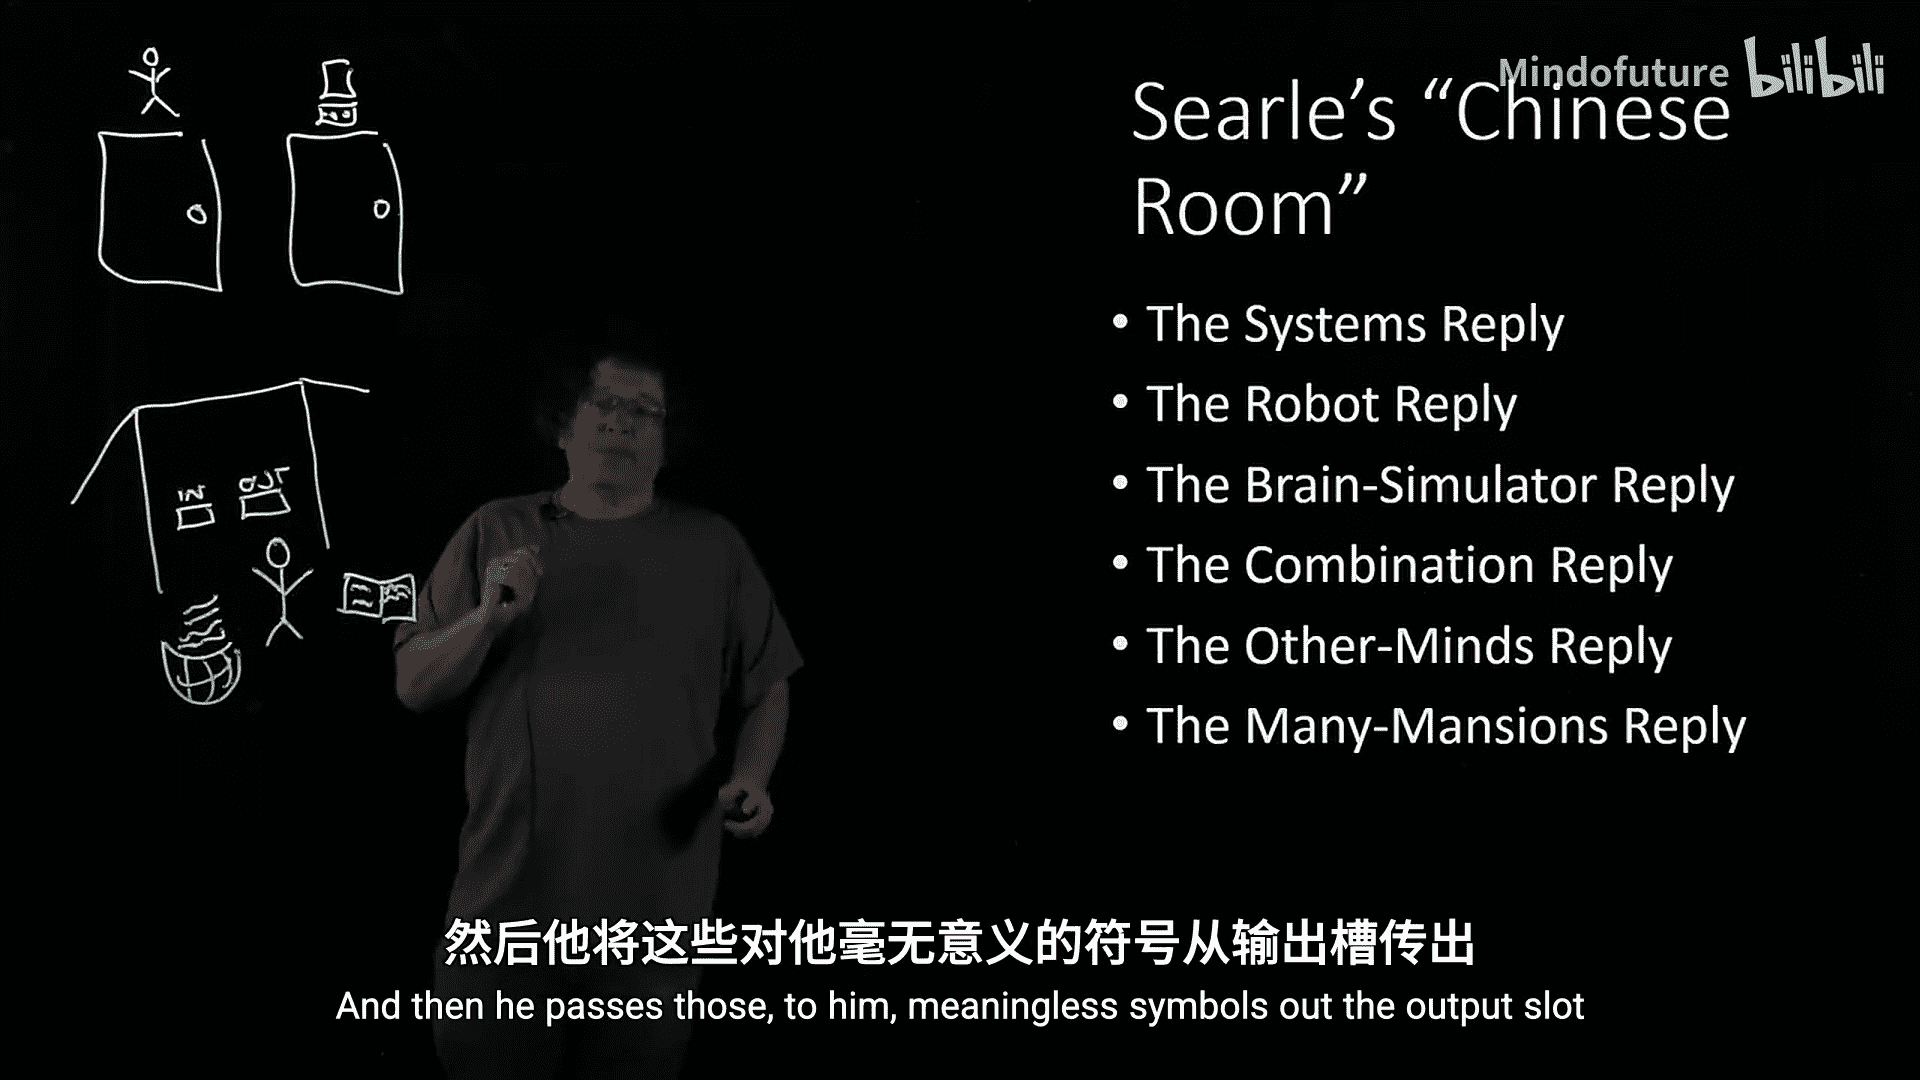 Mindofuture bilibili
Searle's “Chinese
Room”
• The Systems Reply
• The Robot Reply
• The Brain-Simulator Reply
• The Combination Reply
• The Other-Minds Reply
• The Many-Mansions Reply
IN OUT
然后他将这些对他毫无意义的符号从输出槽传出
And then he passes those, to him, meaningless symbols out the output slot